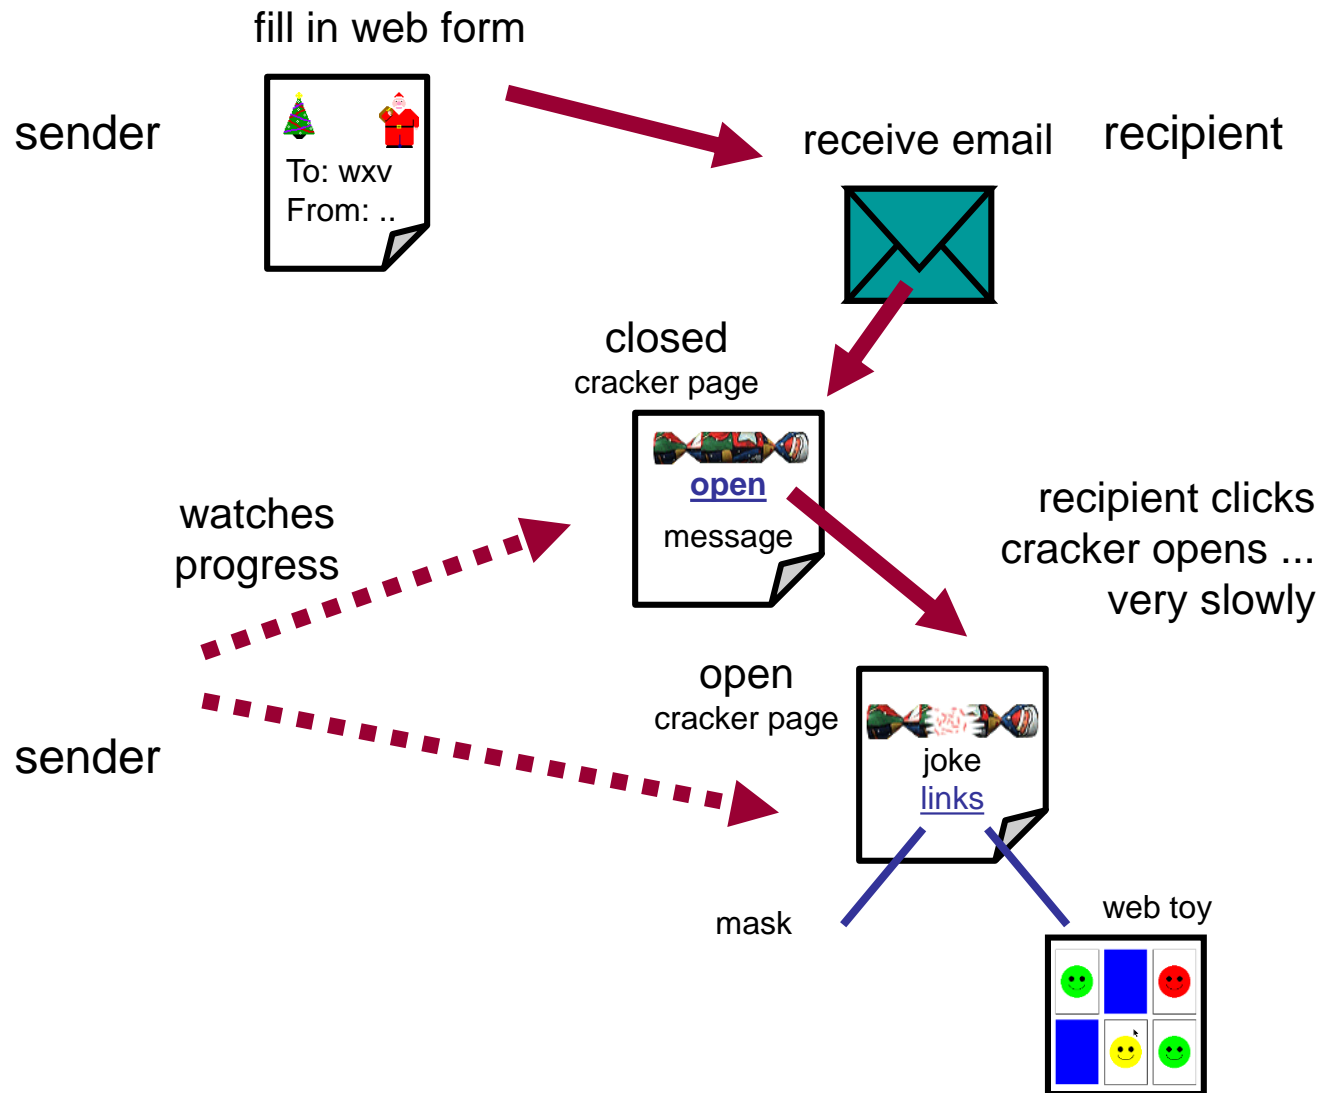 fill in web form
sender
To: wxv
From: ..
receive email
recipient
closed
cracker page
open
message
watches
progress
recipient clicks
cracker opens ...
very slowly
open
cracker page
sender
joke
links
mask
web toy